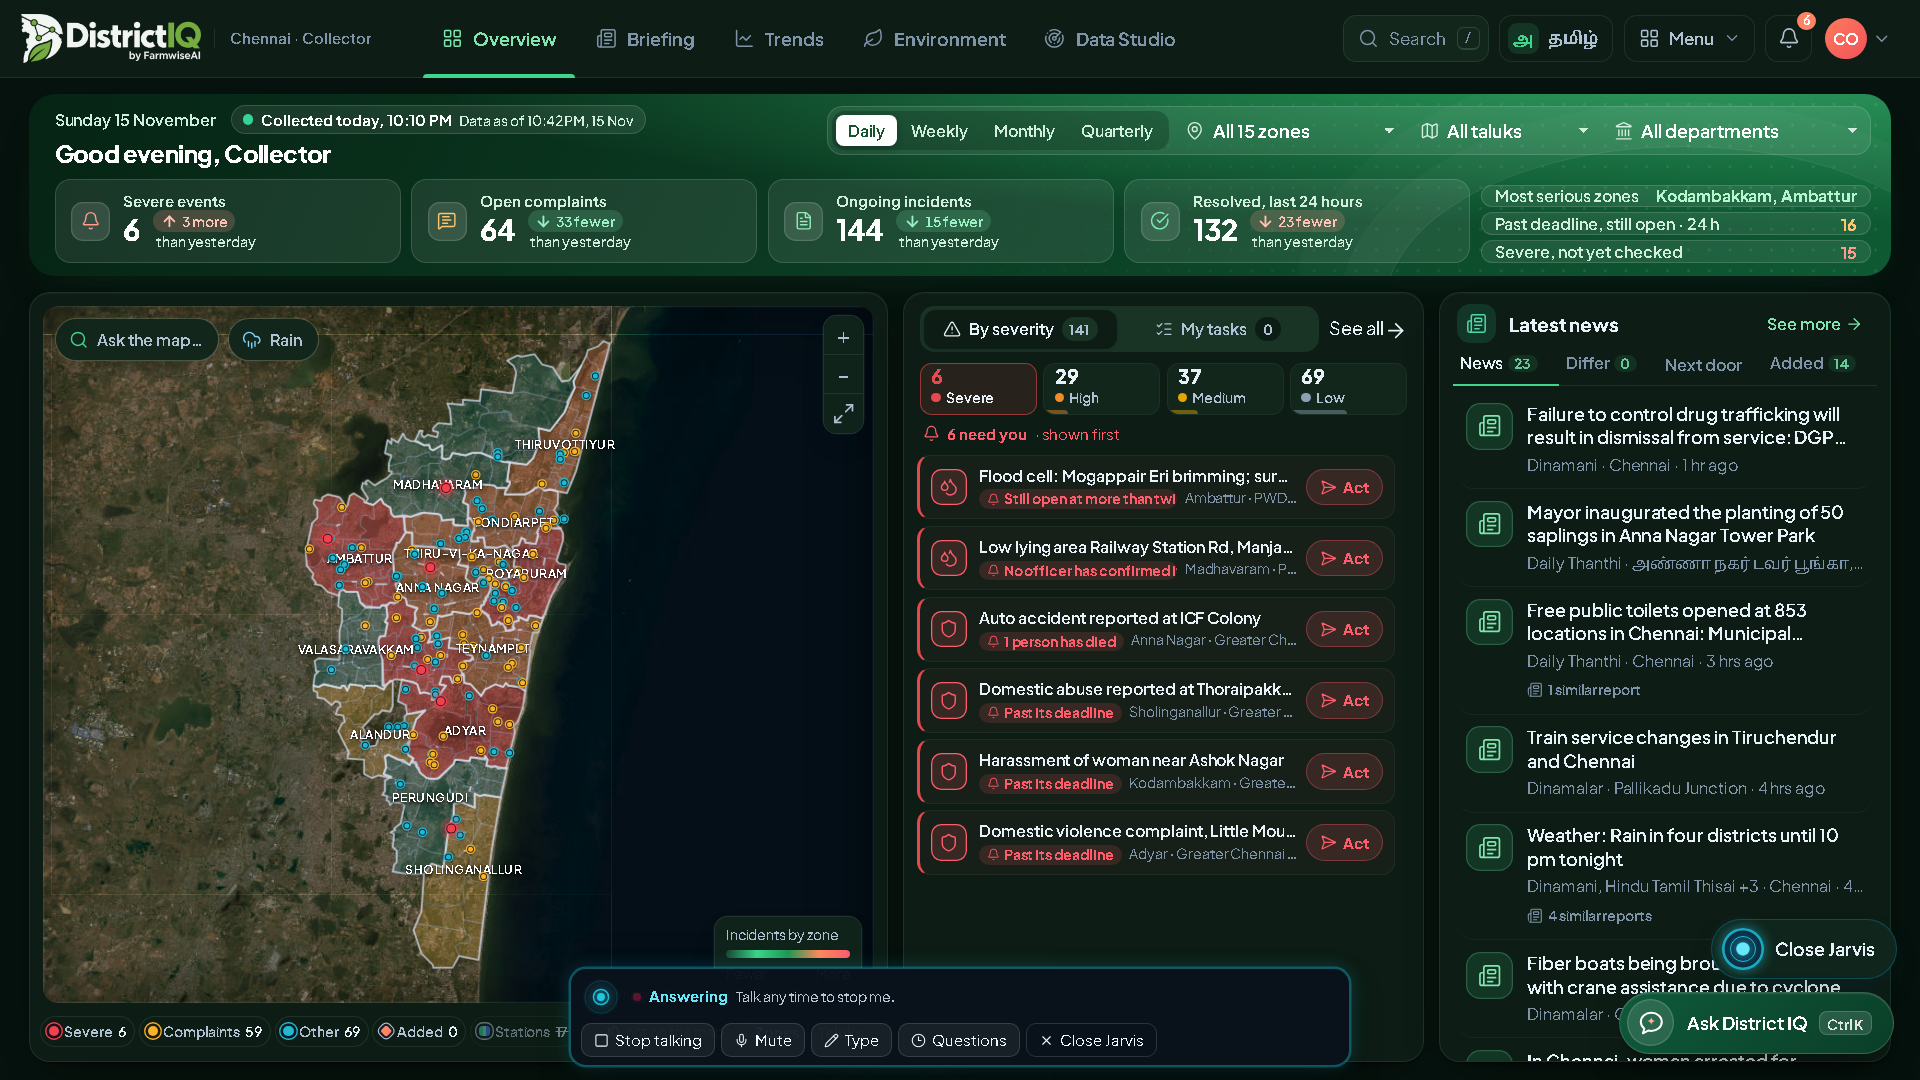 DistrictIQ
by FarmwiseAI
Chennai · Collector
Overview
Briefing
Trends
Environment
Data Studio
Search /
அ தமிழ்
Menu
6
CO
Sunday 15 November
Collected today, 10:10 PM Data as of 10:42PM, 15 Nov
Good evening, Collector
Daily Weekly Monthly Quarterly
All 15 zones
All taluks
All departments
Severe events
6 ↑ 3 more
than yesterday
Open complaints
64 ↓ 33 fewer
than yesterday
Ongoing incidents
144 ↓ 15 fewer
than yesterday
Resolved, last 24 hours
132 ↓ 23 fewer
than yesterday
Most serious zones Kodambakkam, Ambattur
Past deadline, still open · 24 h 16
Severe, not yet checked 15
Ask the map...
Rain
+
−
THIRUVOTTIYUR
MADHAVARAM
TONDIARPET
AMBATTUR
THIRU-VI-KA-NAGAR
ROYAPURAM
ANNA NAGAR
VALASARAVAKKAM
TEYNAMPET
ALANDUR
ADYAR
PERUNGUDI
SHOLINGANALLUR
Incidents by zone
Severe 6
Complaints 59
Other 69
Added 0
Stations
By severity 141
My tasks 0
See all →
6
Severe
29
High
37
Medium
69
Low
6 need you · shown first
Flood cell: Mogappair Eri brimming; sur...
Still open at more than twi Ambattur · PWD...
Act
Low lying area Railway Station Rd, Manja...
No officer has confirmed i Madhavaram · P...
Act
Auto accident reported at ICF Colony
1 person has died Anna Nagar · Greater Ch...
Act
Domestic abuse reported at Thoraipakk...
Past its deadline Sholinganallur · Greater ...
Act
Harassment of woman near Ashok Nagar
Past its deadline Kodambakkam · Greate...
Act
Domestic violence complaint, Little Mou...
Past its deadline Adyar · Greater Chennai ...
Act
Latest news
See more →
News 23
Differ 0
Next door
Added 14
Failure to control drug trafficking will
result in dismissal from service: DGP...
Dinamani · Chennai · 1 hr ago
Mayor inaugurated the planting of 50
saplings in Anna Nagar Tower Park
Daily Thanthi · அண்ணா நகர் டவர் பூங்கா,...
Free public toilets opened at 853
locations in Chennai: Municipal...
Daily Thanthi · Chennai · 3 hrs ago
1 similar report
Train service changes in Tiruchendur
and Chennai
Dinamalar · Pallikadu Junction · 4 hrs ago
Weather: Rain in four districts until 10
pm tonight
Dinamani, Hindu Tamil Thisai +3 · Chennai · 4...
4 similar reports
Fiber boats being
with crane assistance due to cyclone
Dinamalar ·
In Chennai, woman arrested for
Close Jarvis
Ask District IQ Ctrl K
Answering Talk any time to stop me.
Stop talking
Mute
Type
Questions
Close Jarvis